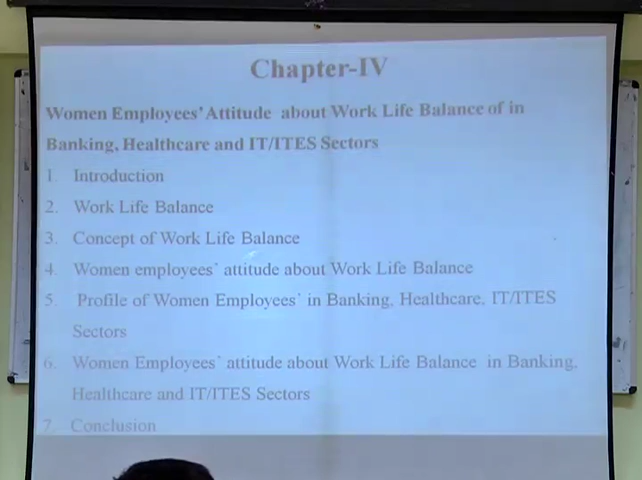 Chapter-IV
Women Employees' Attitude about Work Life Balance of in
Banking, Healthcare and IT/ITES Sectors
1. Introduction
2. Work Life Balance
3. Concept of Work Life Balance
4. Women employees' attitude about Work Life Balance
5. Profile of Women Employees' in Banking, Healthcare, IT/ITES
Sectors
6. Women Employees' attitude about Work Life Balance in Banking,
Healthcare and IT/ITES Sectors
7. Conclusion